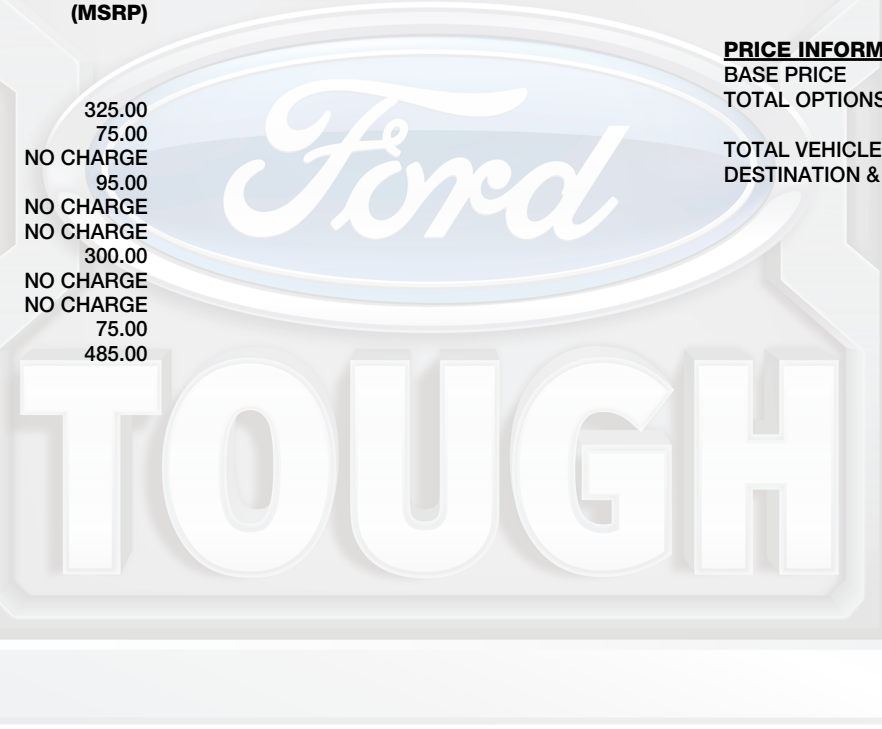 (MSRP)
325.00
75.00
NO CHARGE
95.00
NO CHARGE
NO CHARGE
300.00
NO CHARGE
NO CHARGE
75.00
485.00
PRICE INFORM
BASE PRICE
TOTAL OPTIONS
TOTAL VEHICLE
DESTINATION &
Ford
TOUGH